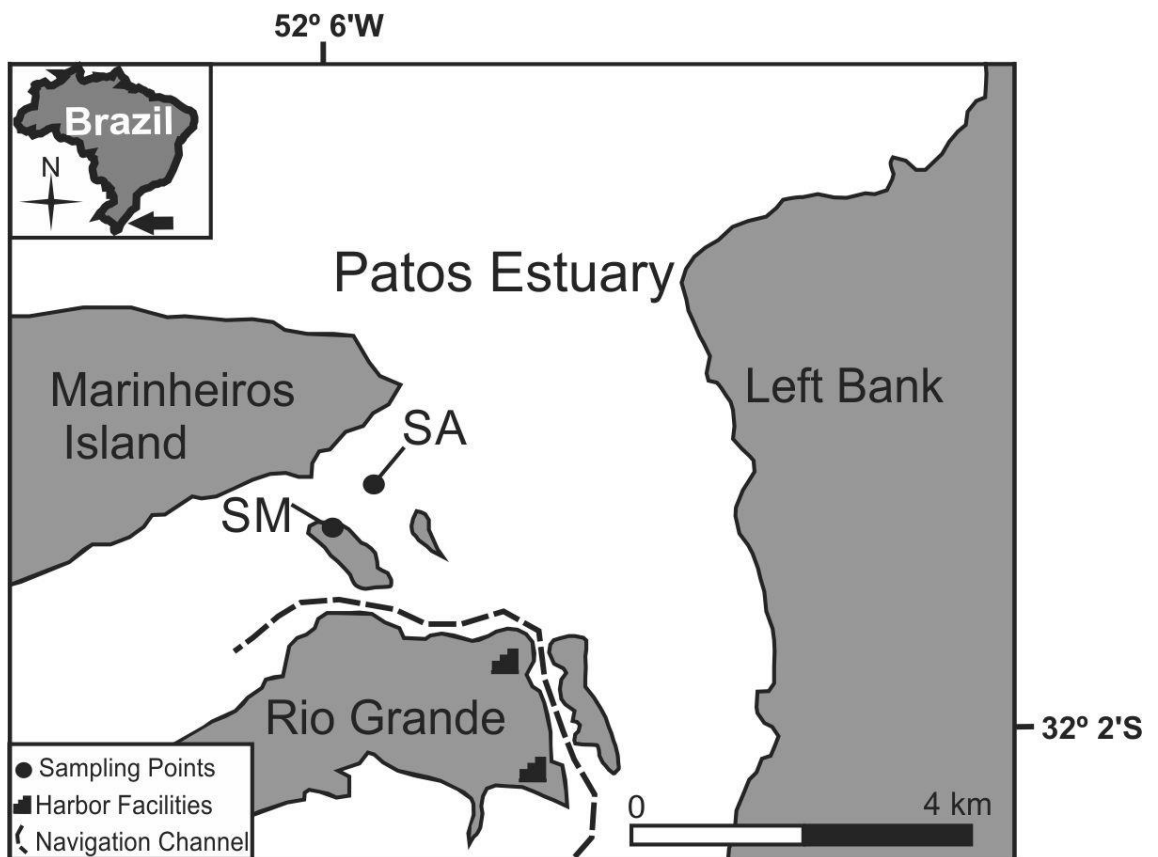 52º 6'W
Brazil
N
Patos Estuary
Marinheiros
Island
Left Bank
SA
SM
Rio Grande
32º 2'S
Sampling Points
Harbor Facilities
Navigation Channel
0 4 km